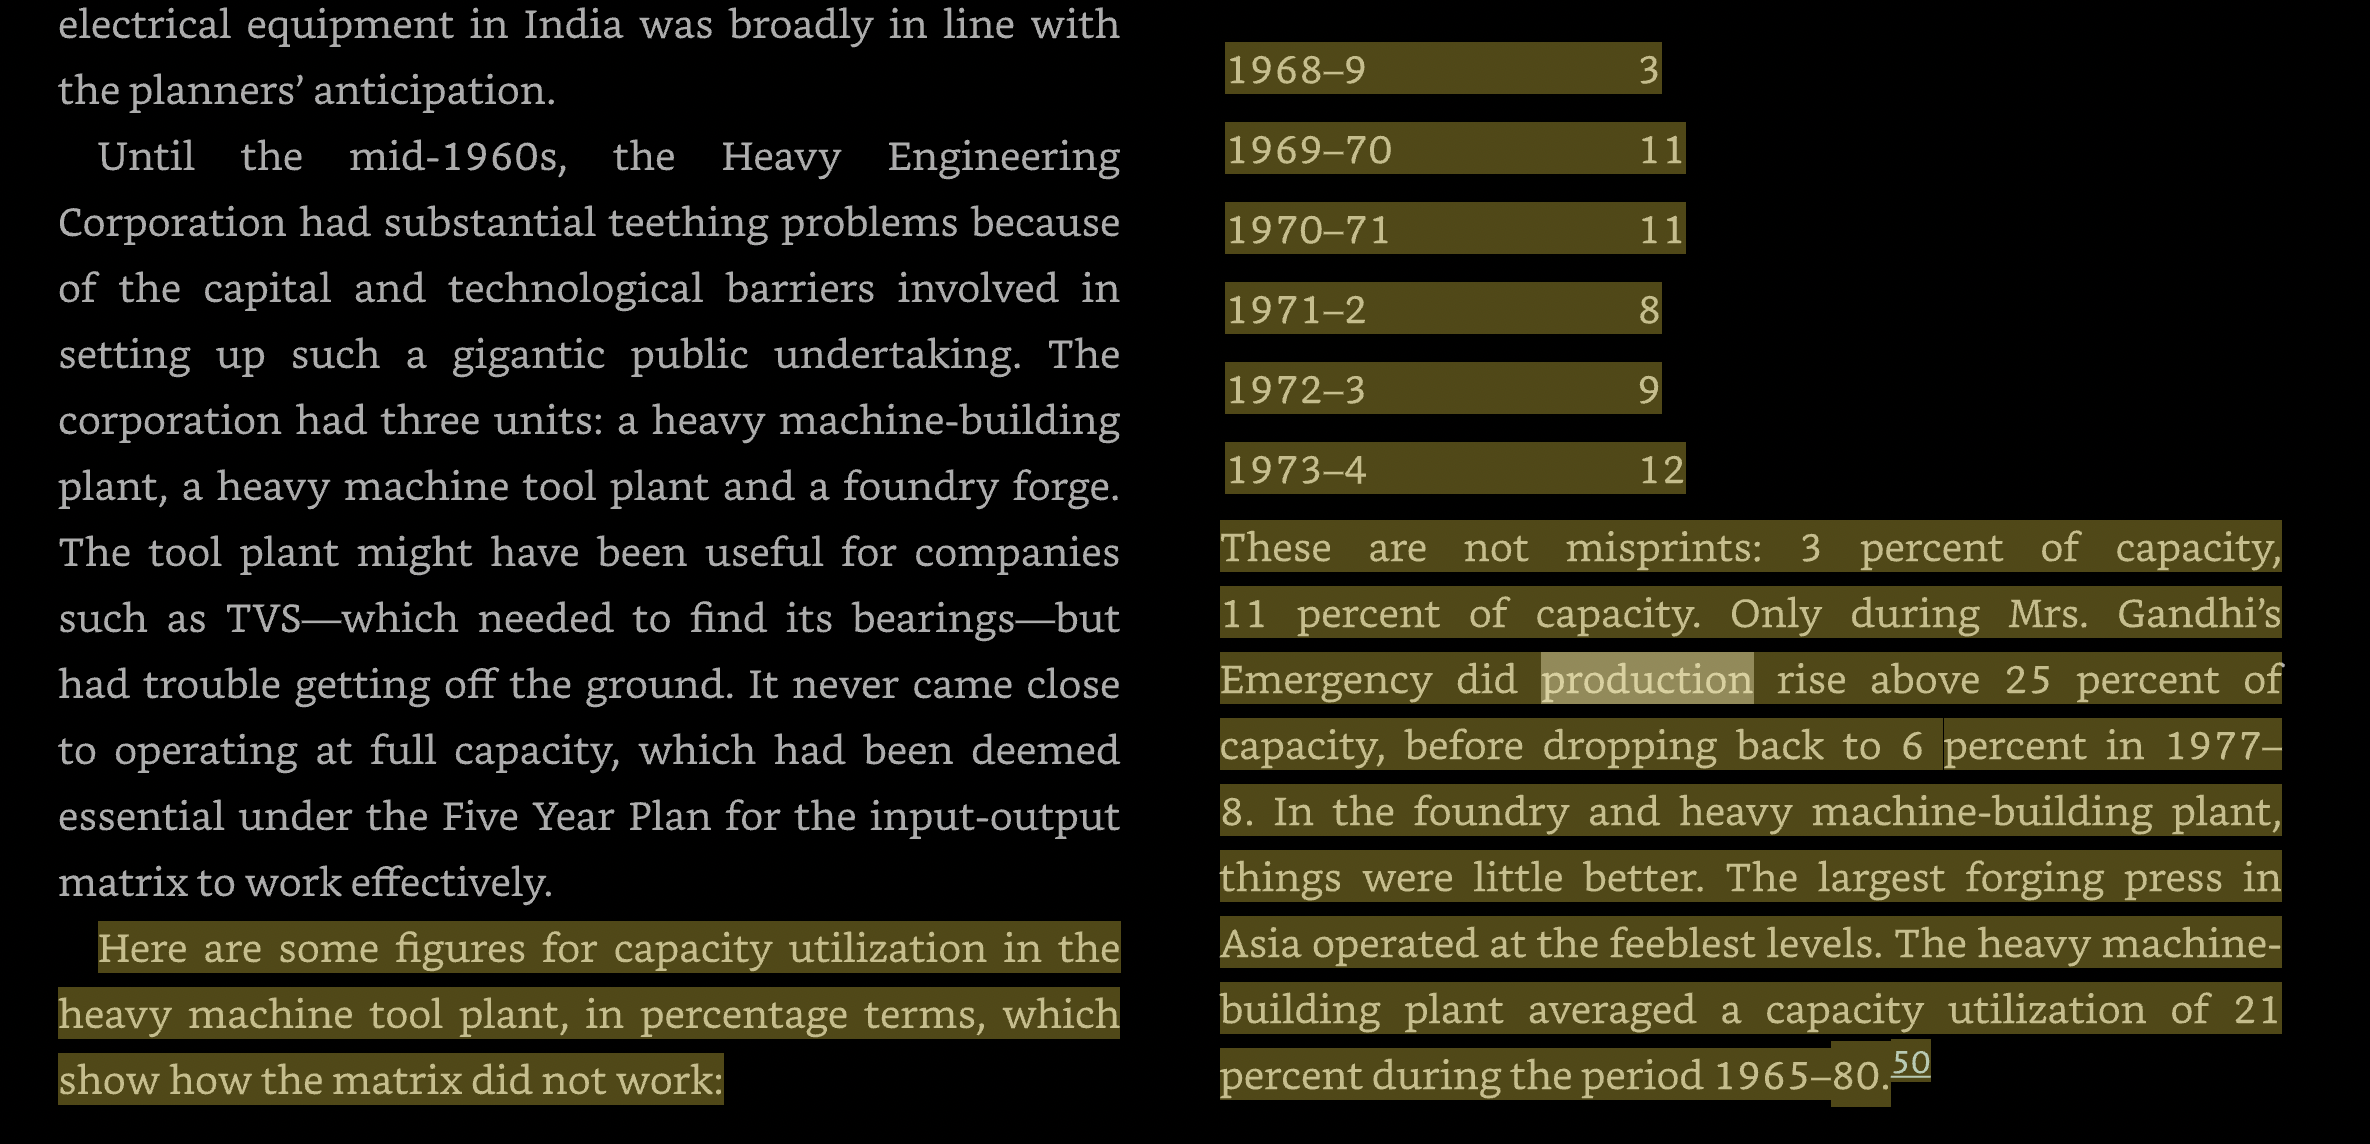 electrical equipment in India was broadly in line with
the planners’ anticipation.
Until the mid-1960s, the Heavy Engineering
Corporation had substantial teething problems because
of the capital and technological barriers involved in
setting up such a gigantic public undertaking. The
corporation had three units: a heavy machine-building
plant, a heavy machine tool plant and a foundry forge.
The tool plant might have been useful for companies
such as TVS—which needed to find its bearings—but
had trouble getting off the ground. It never came close
to operating at full capacity, which had been deemed
essential under the Five Year Plan for the input-output
matrix to work effectively.
Here are some figures for capacity utilization in the
heavy machine tool plant, in percentage terms, which
show how the matrix did not work:
1968–9 3
1969–70 11
1970–71 11
1971–2 8
1972–3 9
1973–4 12
These are not misprints: 3 percent of capacity,
11 percent of capacity. Only during Mrs. Gandhi’s
Emergency did production rise above 25 percent of
capacity, before dropping back to 6 percent in 1977–
8. In the foundry and heavy machine-building plant,
things were little better. The largest forging press in
Asia operated at the feeblest levels. The heavy machine-
building plant averaged a capacity utilization of 21
percent during the period 1965–80.50